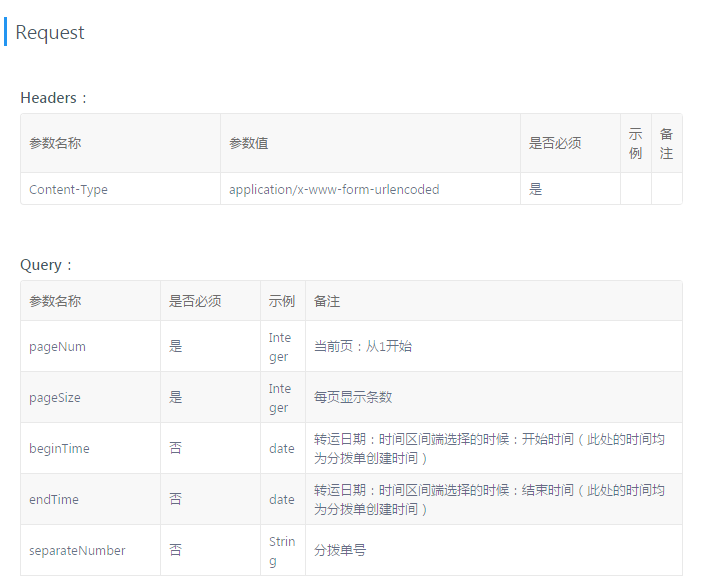 Request
Headers：
参数名称 参数值 是否必须 示例 备注
Content-Type application/x-www-form-urlencoded 是
Query：
参数名称 是否必须 示例 备注
pageNum 是 Integer 当前页：从1开始
pageSize 是 Integer 每页显示条数
beginTime 否 date 转运日期：时间区间端选择的时候：开始时间（此处的时间均
为分拨单创建时间）
endTime 否 date 转运日期：时间区间端选择的时候：结束时间（此处的时间均
为分拨单创建时间）
separateNumber 否 String 分拨单号